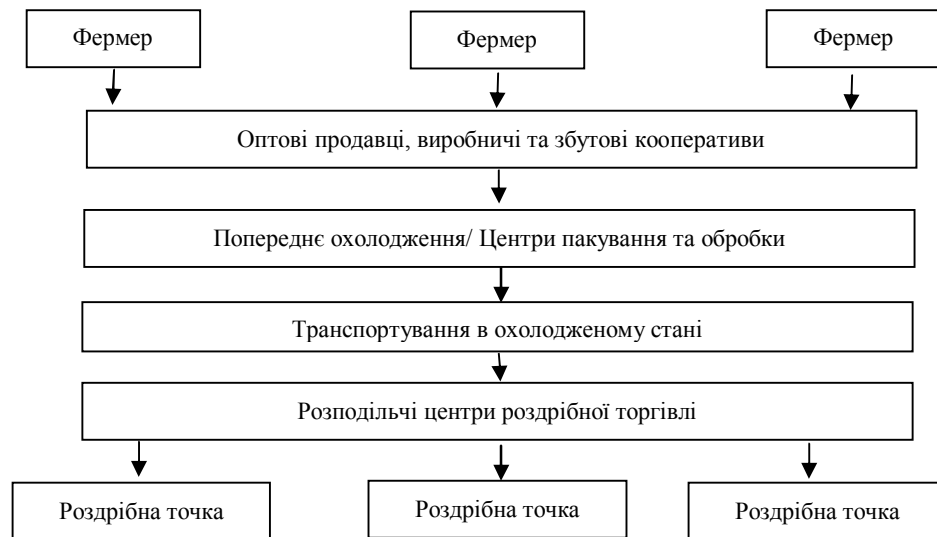 Фермер
Фермер
Фермер
Оптові продавці, виробничі та збутові кооперативи
Попереднє охолодження/ Центри пакування та обробки
Транспортування в охолодженому стані
Розподільчі центри роздрібної торгівлі
Роздрібна точка
Роздрібна точка
Роздрібна точка